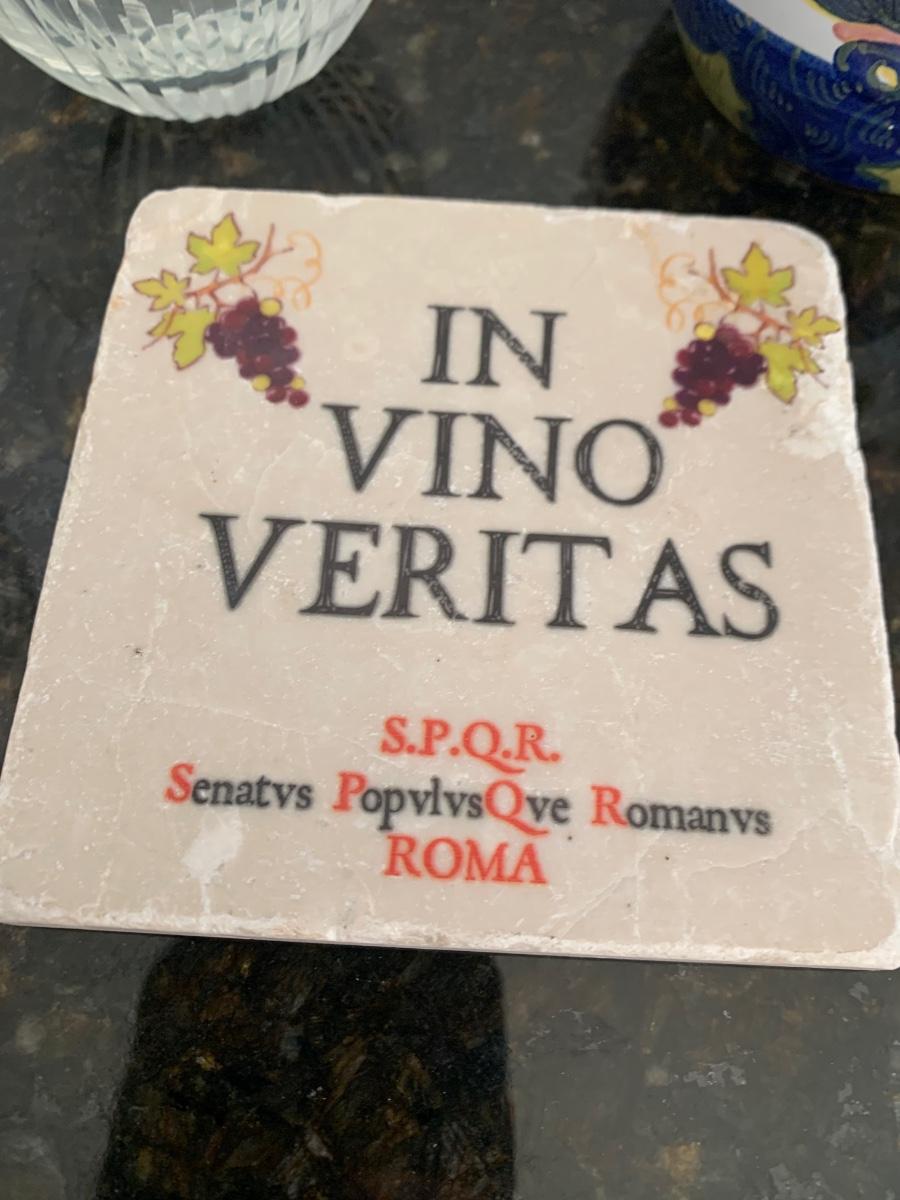 IN
VINO
VERITAS
S.P.Q.R.
Senatvs PopvlvsQve Romanvs
ROMA